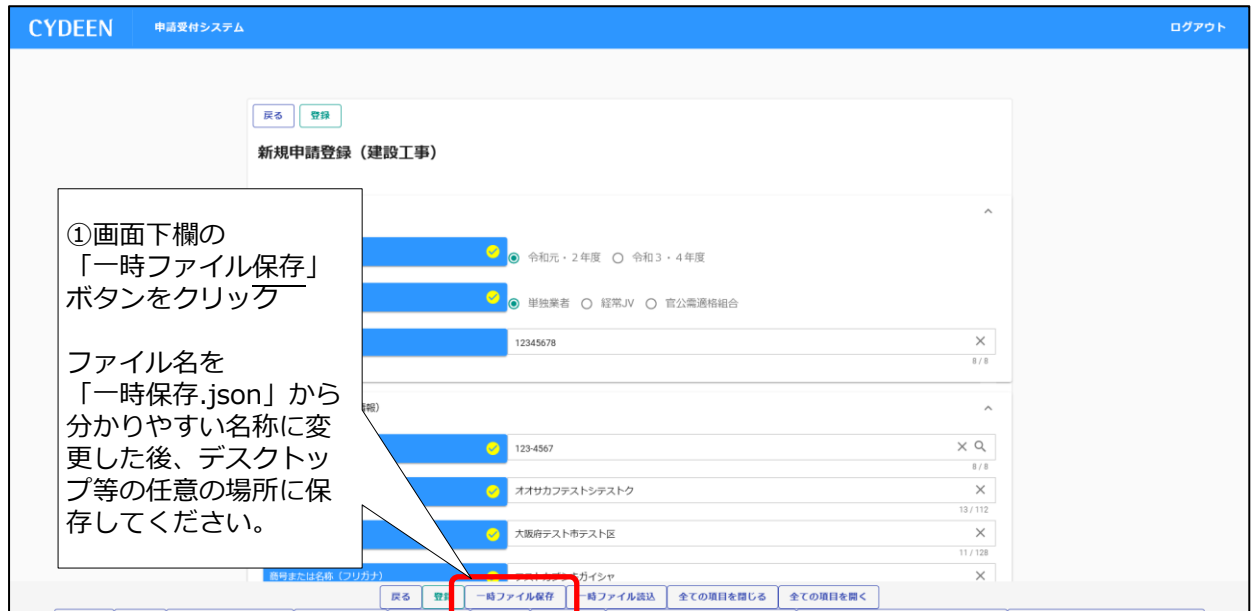 CYDEEN 申請受付システム ログアウト
戻る 登録
新規申請登録（建設工事）
①画面下欄の
「一時ファイル保存」
ボタンをクリック
ファイル名を
「一時保存.json」から
分かりやすい名称に変
更した後、デスクトッ
プ等の任意の場所に保
存してください。
令和元・２年度 令和３・４年度
単独業者 経常JV 官公需適格組合
12345678
8 / 8
情報）
123-4567
8 / 8
オオサカフテストシテストク
13 / 112
大阪府テスト市テスト区
11 / 128
商号または名称（フリガナ）
戻る 登録 一時ファイル保存 一時ファイル読込 全ての項目を閉じる 全ての項目を開く